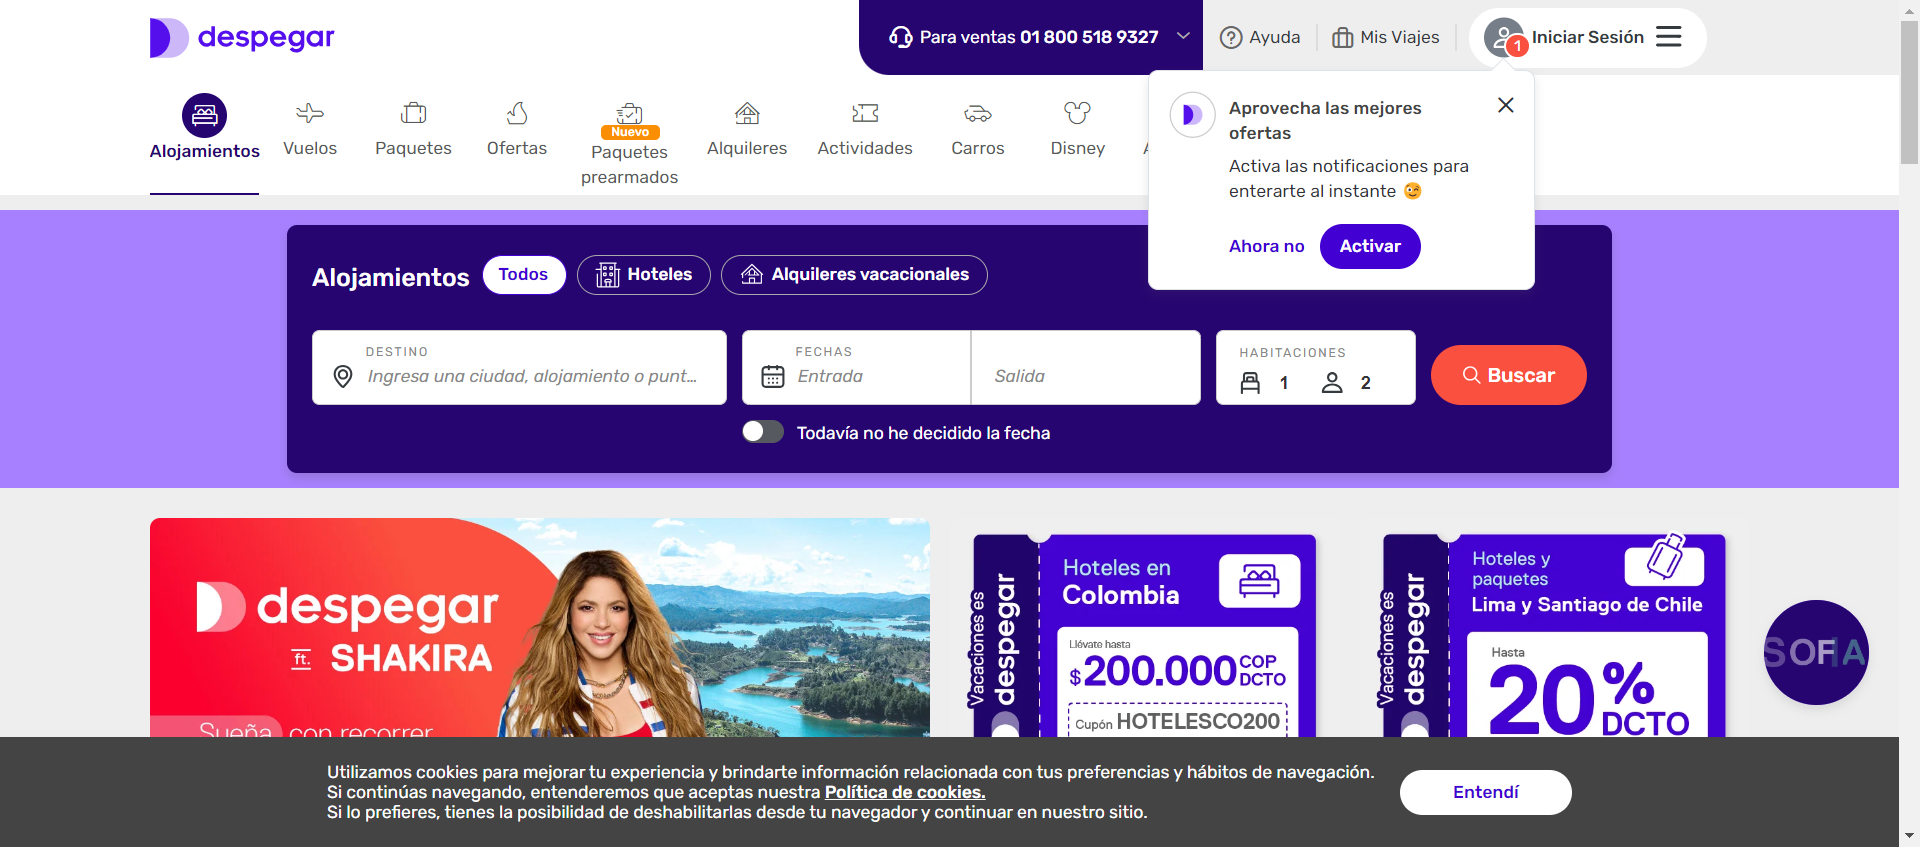 despegar
Para ventas 01 800 518 9327
Ayuda
Mis Viajes
1
Iniciar Sesión
Alojamientos
Vuelos
Paquetes
Ofertas
Nuevo
Paquetes
prearmados
Alquileres
Actividades
Carros
Disney
Aprovecha las mejores
ofertas
Activa las notificaciones para
enterarte al instante 😉
Ahora no
Activar
Alojamientos
Todos
Hoteles
Alquileres vacacionales
DESTINO
Ingresa una ciudad, alojamiento o punt...
FECHAS
Entrada
Salida
HABITACIONES
1
2
Buscar
Todavía no he decidido la fecha
despegar
ft. SHAKIRA
Sueña con recorrer
Vacaciones es
despegar
Hoteles en
Colombia
Llévate hasta
$200.000 COP
DCTO
Cupón HOTELESCO200
Vacaciones es
despegar
Hoteles y
paquetes
Lima y Santiago de Chile
Hasta
20%
DCTO
SOFIA
Utilizamos cookies para mejorar tu experiencia y brindarte información relacionada con tus preferencias y hábitos de navegación.
Si continúas navegando, entenderemos que aceptas nuestra Política de cookies.
Si lo prefieres, tienes la posibilidad de deshabilitarlas desde tu navegador y continuar en nuestro sitio.
Entendí